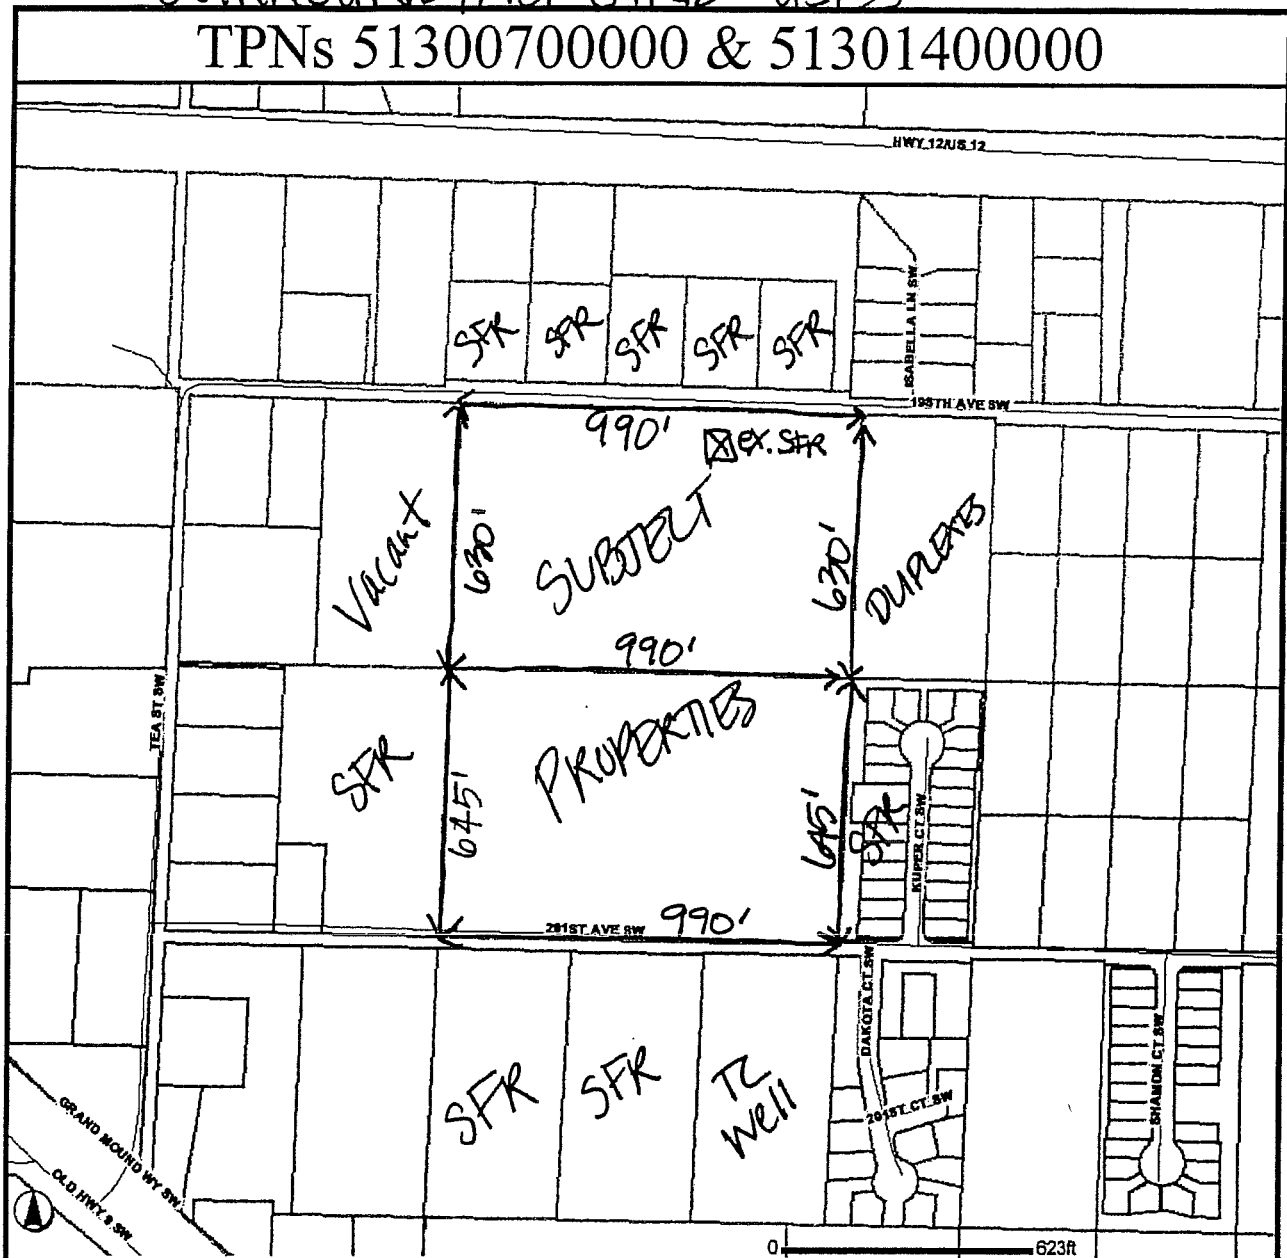 TPNs 51300700000 & 51301400000
HWY 12/US 12
ISABELLA LN SW
SFR SFR SFR SFR SFR
198TH AVE SW
990'
ex. SFR
Vacant
630'
SUBJECT
630'
DUPLEXES
990'
TEA ST SW
SFR
645'
PROPERTIES
645'
SFR
KUPER CT SW
201ST AVE SW
990'
DAKOTA CT SW
SFR
SFR
TC
Well
201ST CT SW
SHAMON CT SW
GRAND MOUND WY SW
OLD HWY 9 SW
0 623ft